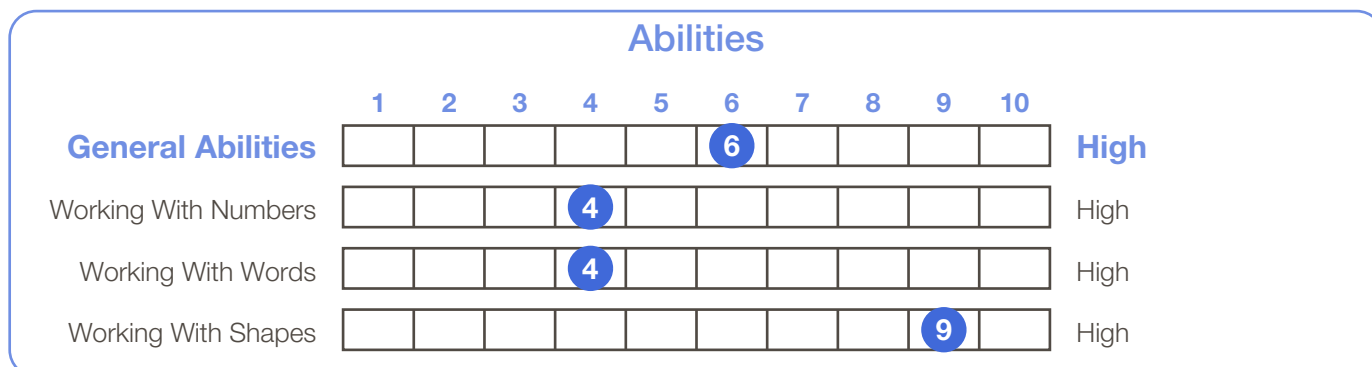 Abilities
1 2 3 4 5 6 7 8 9 10
General Abilities 6 High
Working With Numbers 4 High
Working With Words 4 High
Working With Shapes 9 High